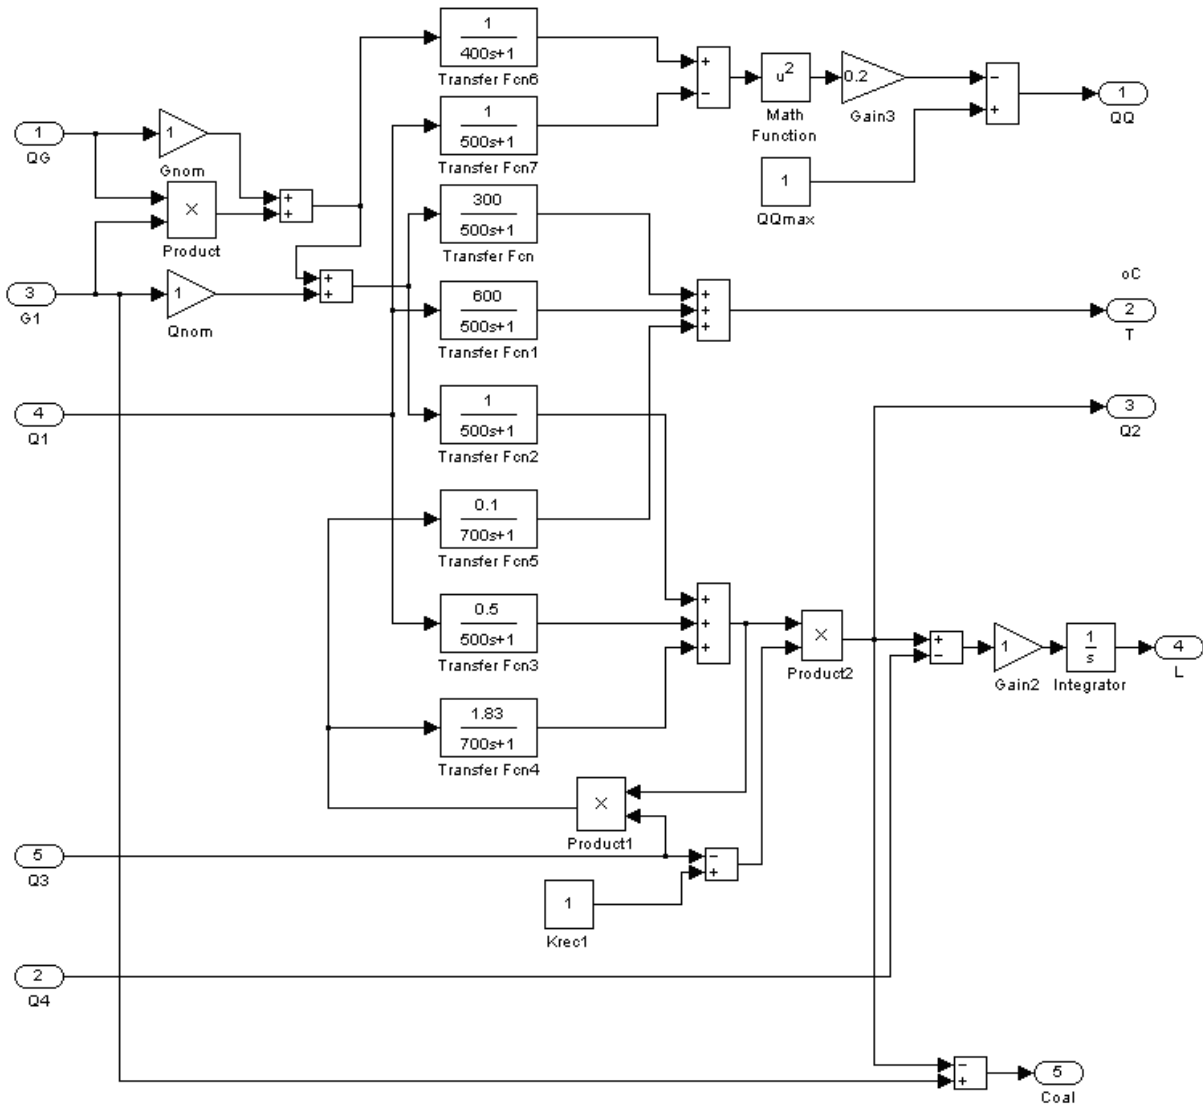 1
400s+1
Transfer Fcn6
+
−
u²
Math
Function
0.2
Gain3
−
+
1
QQ
1
QG
1
Gnom
1
500s+1
Transfer Fcn7
1
QQmax
×
Product
+
+
300
500s+1
Transfer Fcn
3
G1
1
Qnom
+
+
600
500s+1
Transfer Fcn1
+
+
+
oC
2
T
4
Q1
1
500s+1
Transfer Fcn2
3
Q2
0.1
700s+1
Transfer Fcn5
0.5
500s+1
Transfer Fcn3
+
+
+
×
Product2
+
−
1
Gain2
1
s
Integrator
4
L
1.83
700s+1
Transfer Fcn4
×
Product1
5
Q3
−
+
1
Krec1
2
Q4
−
+
5
Coal